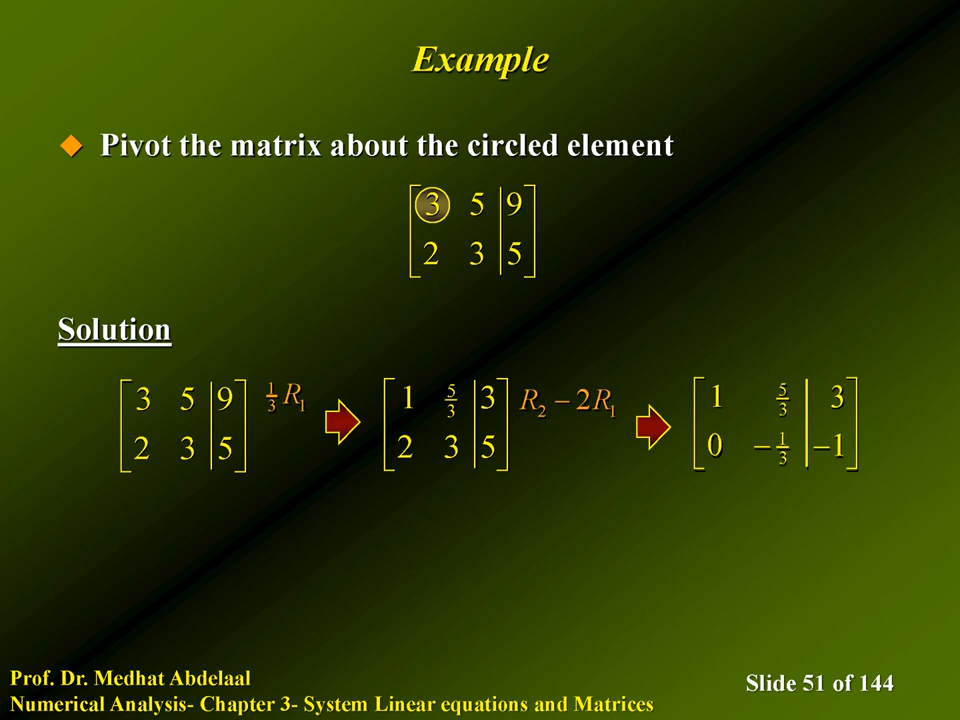 Example
Pivot the matrix about the circled element
3 5 9
2 3 5
Solution
3 5 9
2 3 5
1/3 R₁
1 5/3 3
2 3 5
R₂ − 2R₁
1 5/3 3
0 −1/3 −1
Prof. Dr. Medhat Abdelaal
Numerical Analysis- Chapter 3- System Linear equations and Matrices
Slide 51 of 144